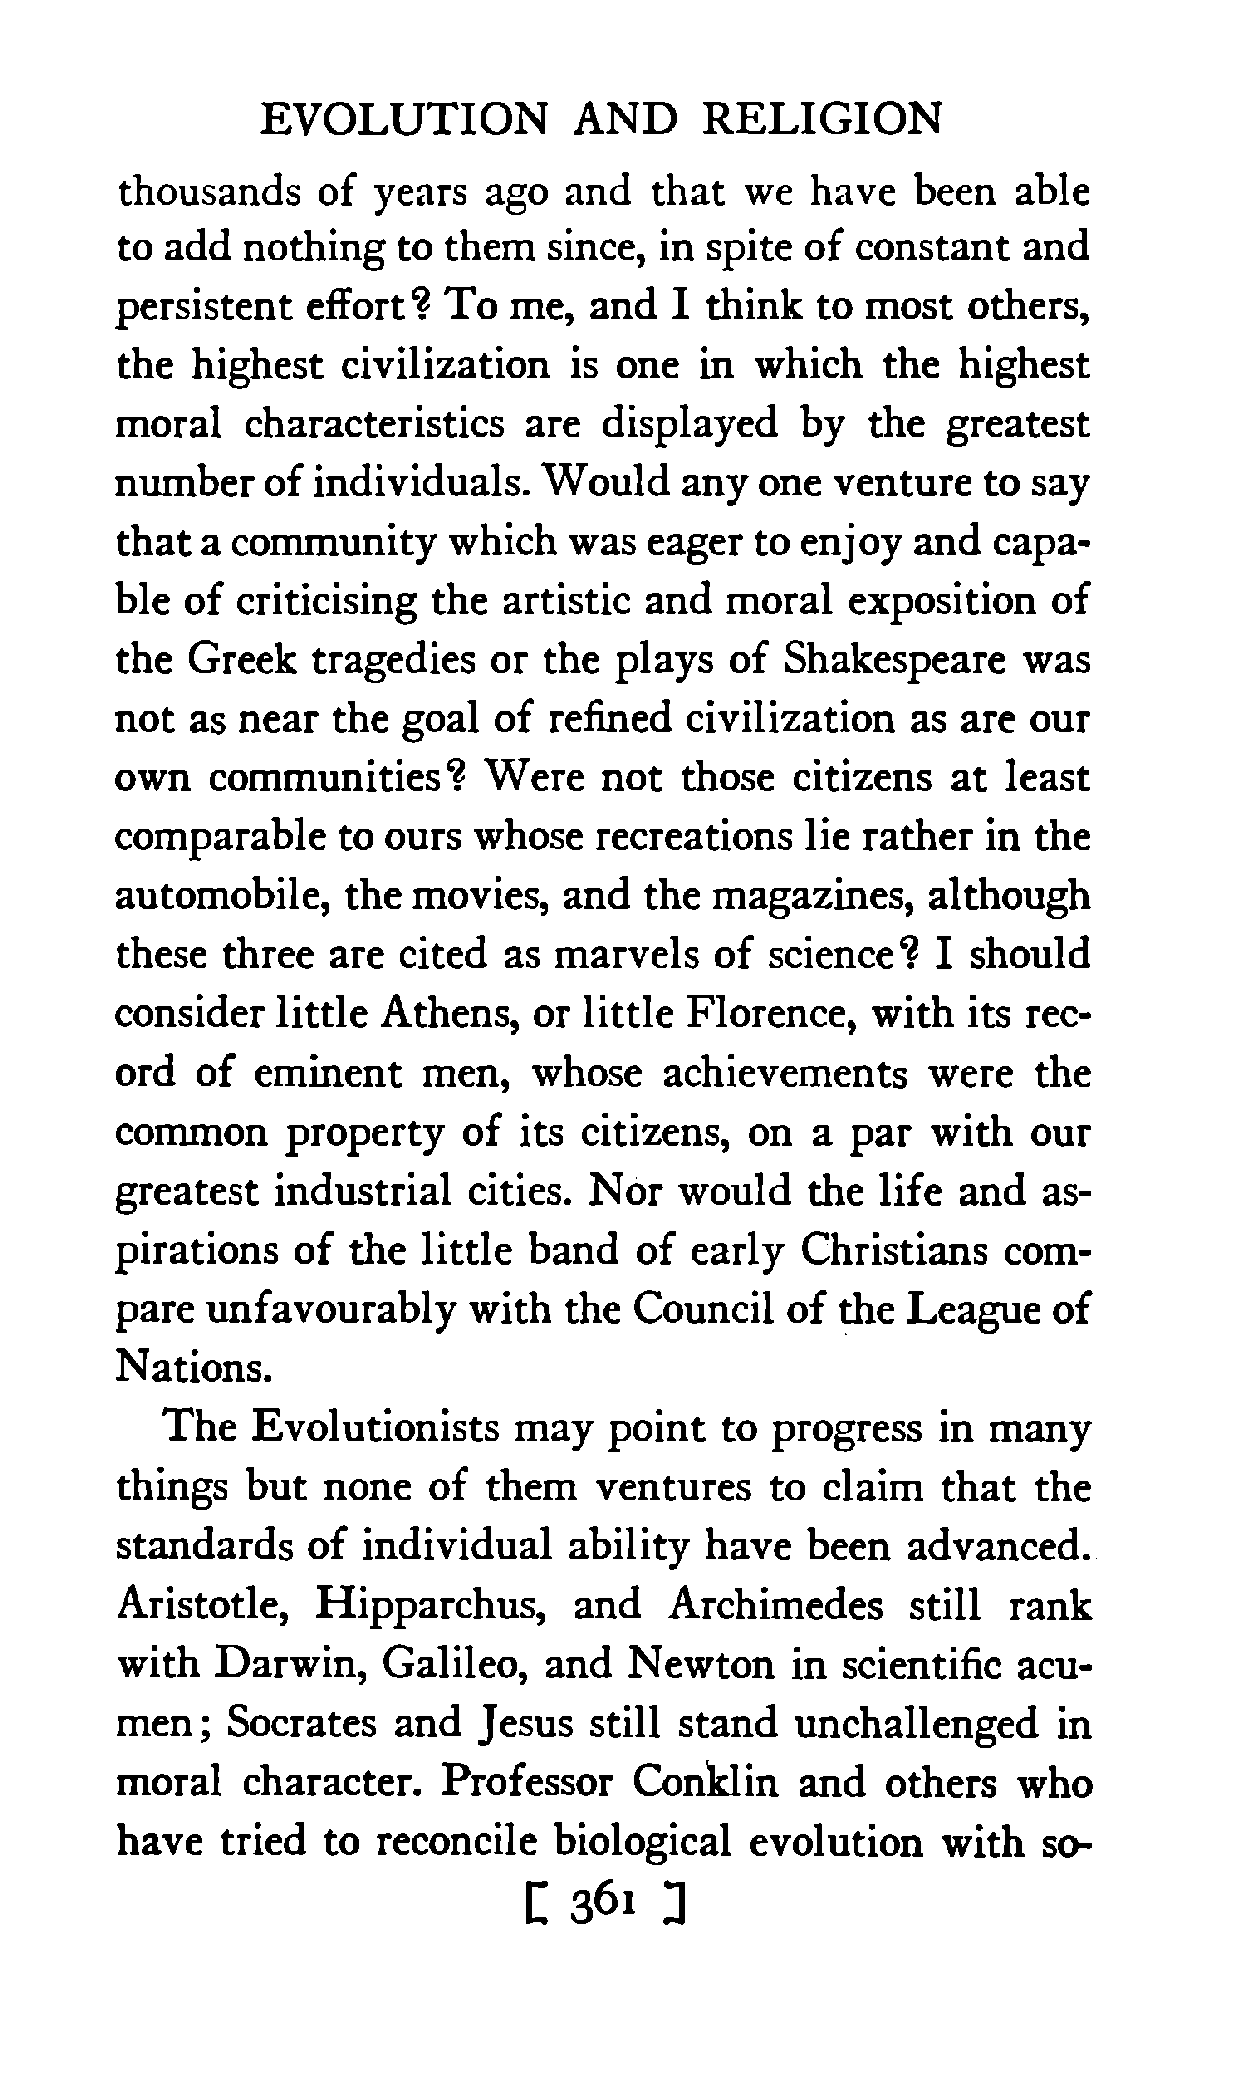 EVOLUTION AND RELIGION
thousands of years ago and that we have been able
to add nothing to them since, in spite of constant and
persistent effort? To me, and I think to most others,
the highest civilization is one in which the highest
moral characteristics are displayed by the greatest
number of individuals. Would any one venture to say
that a community which was eager to enjoy and capa-
ble of criticising the artistic and moral exposition of
the Greek tragedies or the plays of Shakespeare was
not as near the goal of refined civilization as are our
own communities? Were not those citizens at least
comparable to ours whose recreations lie rather in the
automobile, the movies, and the magazines, although
these three are cited as marvels of science? I should
consider little Athens, or little Florence, with its rec-
ord of eminent men, whose achievements were the
common property of its citizens, on a par with our
greatest industrial cities. Nor would the life and as-
pirations of the little band of early Christians com-
pare unfavourably with the Council of the League of
Nations.
The Evolutionists may point to progress in many
things but none of them ventures to claim that the
standards of individual ability have been advanced.
Aristotle, Hipparchus, and Archimedes still rank
with Darwin, Galileo, and Newton in scientific acu-
men; Socrates and Jesus still stand unchallenged in
moral character. Professor Conklin and others who
have tried to reconcile biological evolution with so-
[ 361 ]